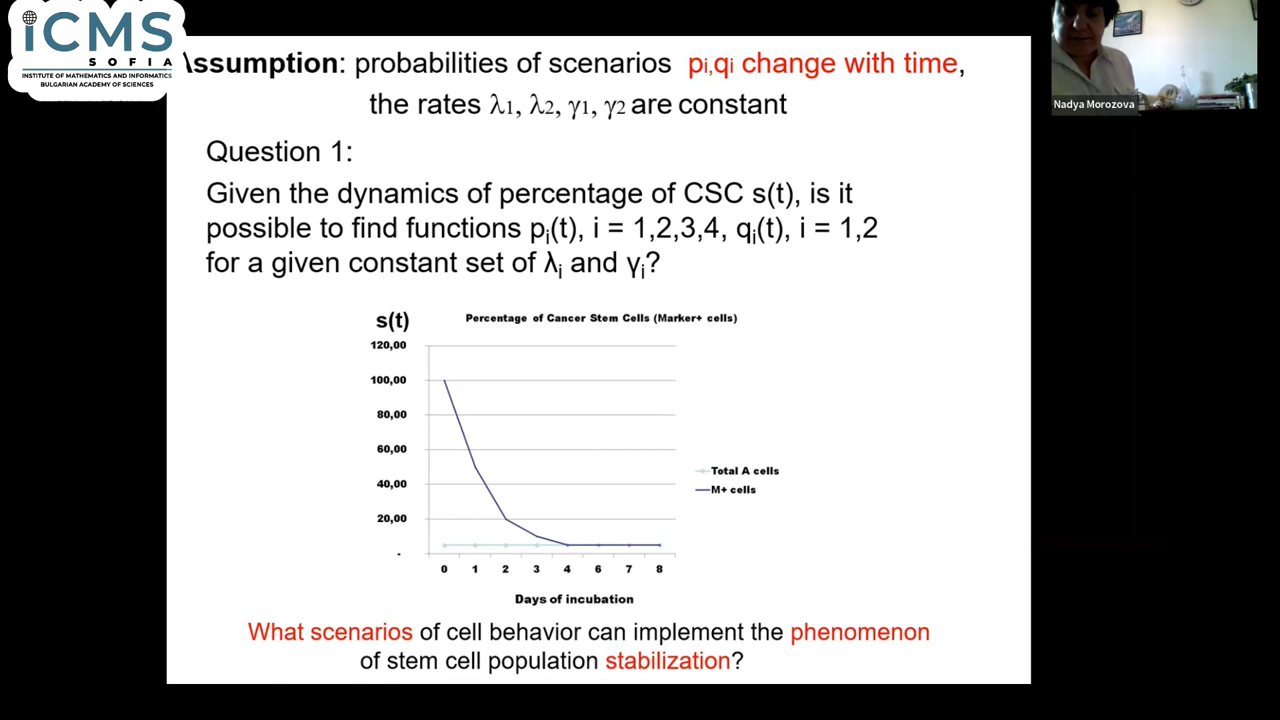 iCMS
SOFIA
INSTITUTE OF MATHEMATICS AND INFORMATICS
BULGARIAN ACADEMY OF SCIENCES
Nadya Morozova
Assumption: probabilities of scenarios pi,qi change with time,
the rates λ1, λ2, γ1, γ2 are constant
Question 1:
Given the dynamics of percentage of CSC s(t), is it
possible to find functions pi(t), i = 1,2,3,4, qi(t), i = 1,2
for a given constant set of λi and γi?
s(t)
Percentage of Cancer Stem Cells (Marker+ cells)
120,00
100,00
80,00
60,00
40,00
20,00
-
0 1 2 3 4 6 7 8
Days of incubation
Total A cells
M+ cells
What scenarios of cell behavior can implement the phenomenon
of stem cell population stabilization?